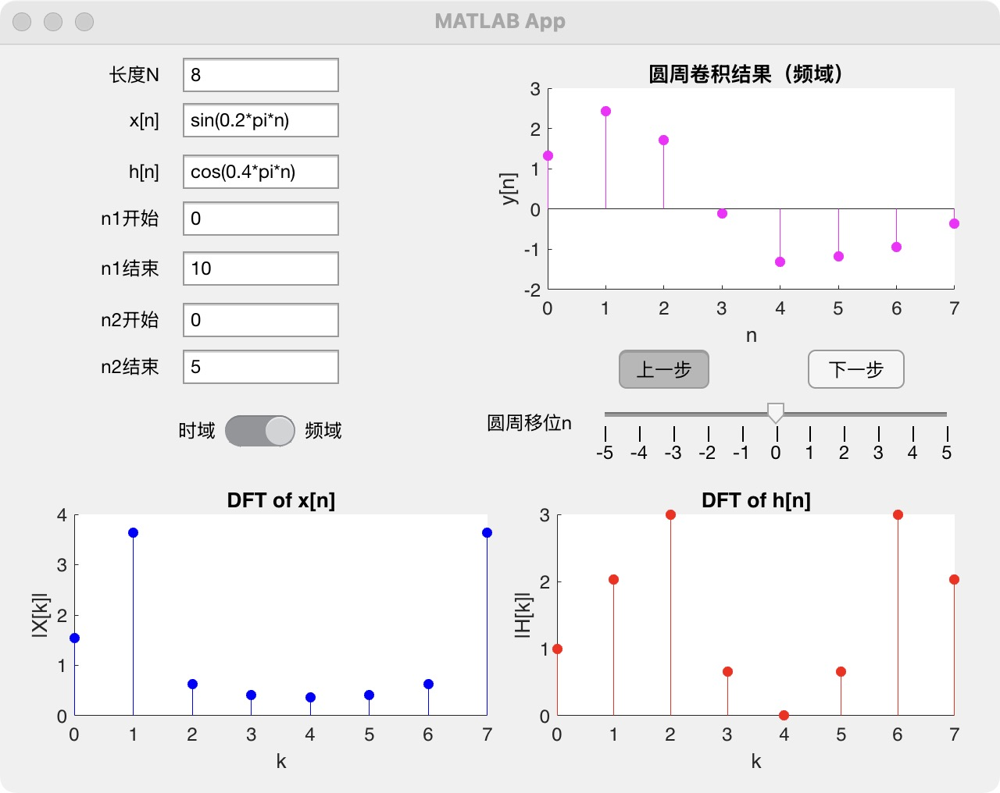 MATLAB App
长度N
8
x[n]
sin(0.2*pi*n)
h[n]
cos(0.4*pi*n)
n1开始
0
n1结束
10
n2开始
0
n2结束
5
时域
频域
圆周卷积结果（频域）
3
2
1
0
-1
-2
y[n]
0 1 2 3 4 5 6 7
n
上一步
下一步
圆周移位n
-5 -4 -3 -2 -1 0 1 2 3 4 5
DFT of x[n]
4
3
2
1
0
|X[k]|
0 1 2 3 4 5 6 7
k
DFT of h[n]
3
2
1
0
|H[k]|
0 1 2 3 4 5 6 7
k